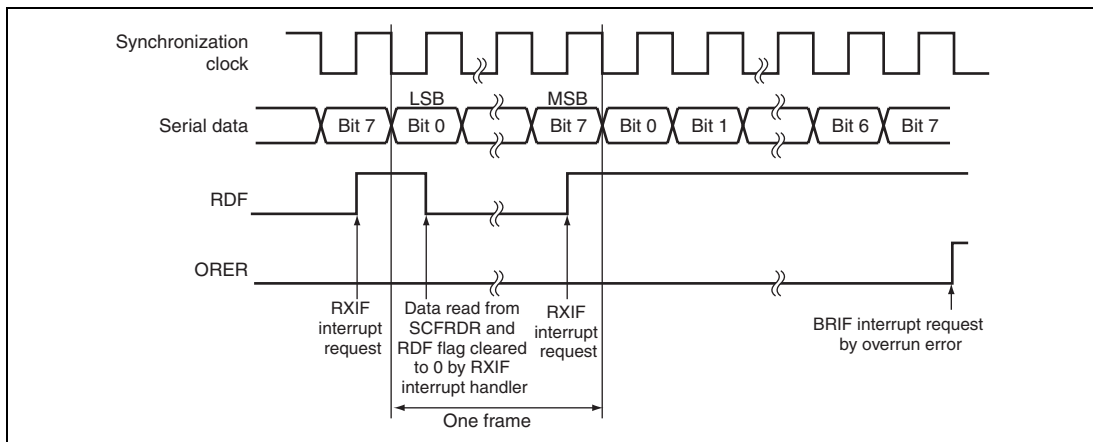 Synchronization
clock
LSB
MSB
Serial data
Bit 7
Bit 0
Bit 7
Bit 0
Bit 1
Bit 6
Bit 7
RDF
ORER
RXIF
interrupt
request
Data read from
SCFRDR and
RDF flag cleared
to 0 by RXIF
interrupt handler
RXIF
interrupt
request
BRIF interrupt request
by overrun error
One frame